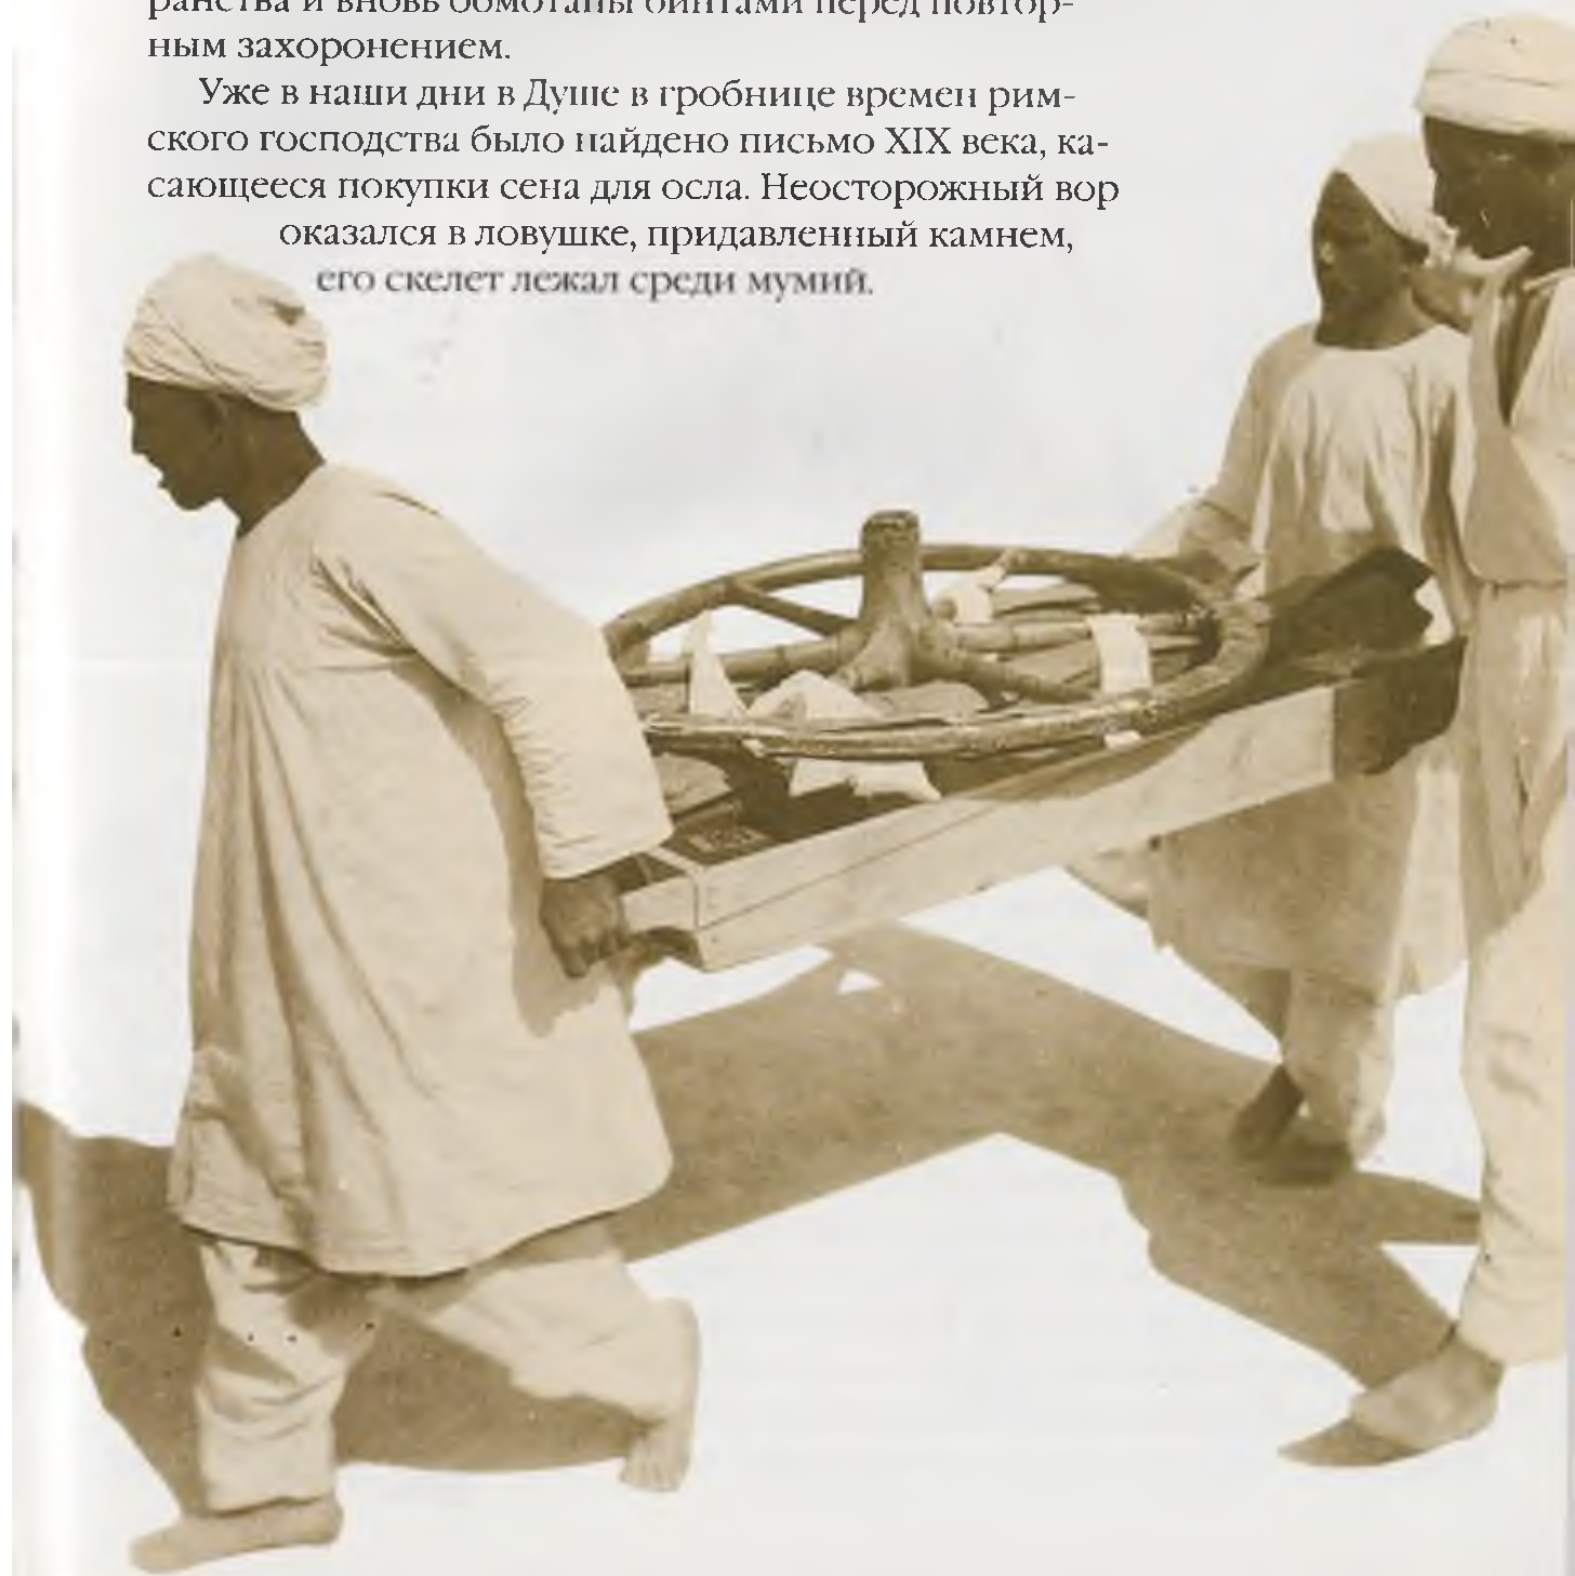 ранства и вновь обмотаны бинтами перед повтор-
ным захоронением.
Уже в наши дни в Душе в гробнице времен рим-
ского господства было найдено письмо XIX века, ка-
сающееся покупки сена для осла. Неосторожный вор
оказался в ловушке, придавленный камнем,
его скелет лежал среди мумий.